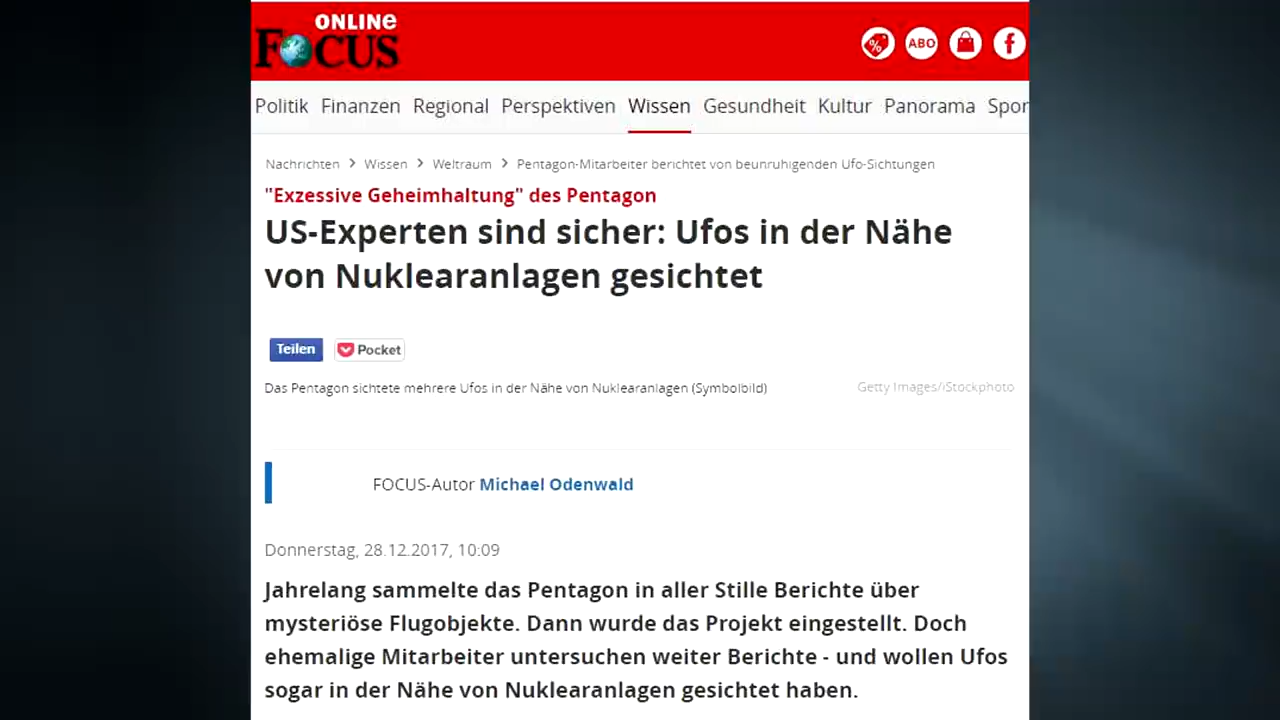 ONLINE
FOCUS
% ABO f
Politik Finanzen Regional Perspektiven Wissen Gesundheit Kultur Panorama Spor
Nachrichten > Wissen > Weltraum > Pentagon-Mitarbeiter berichtet von beunruhigenden Ufo-Sichtungen
"Exzessive Geheimhaltung" des Pentagon
US-Experten sind sicher: Ufos in der Nähe
von Nuklearanlagen gesichtet
Teilen Pocket
Das Pentagon sichtete mehrere Ufos in der Nähe von Nuklearanlagen (Symbolbild) Getty Images/iStockphoto
FOCUS-Autor Michael Odenwald
Donnerstag, 28.12.2017, 10:09
Jahrelang sammelte das Pentagon in aller Stille Berichte über
mysteriöse Flugobjekte. Dann wurde das Projekt eingestellt. Doch
ehemalige Mitarbeiter untersuchen weiter Berichte - und wollen Ufos
sogar in der Nähe von Nuklearanlagen gesichtet haben.